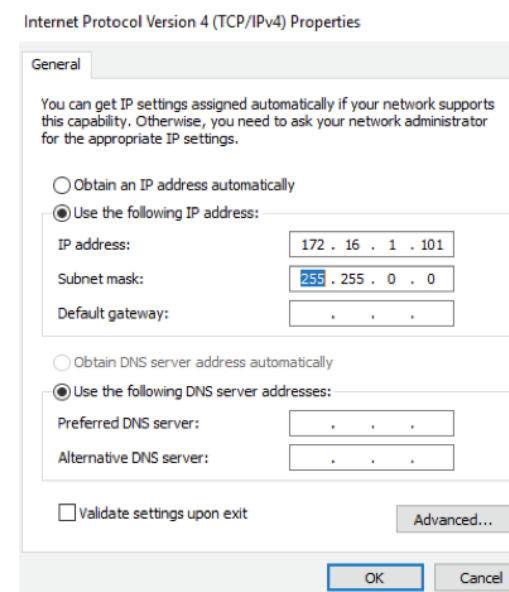 Internet Protocol Version 4 (TCP/IPv4) Properties
General
You can get IP settings assigned automatically if your network supports
this capability. Otherwise, you need to ask your network administrator
for the appropriate IP settings.
Obtain an IP address automatically
Use the following IP address:
IP address: 172 . 16 . 1 . 101
Subnet mask: 255 . 255 . 0 . 0
Default gateway: . . .
Obtain DNS server address automatically
Use the following DNS server addresses:
Preferred DNS server: . . .
Alternative DNS server: . . .
Validate settings upon exit
Advanced...
OK Cancel